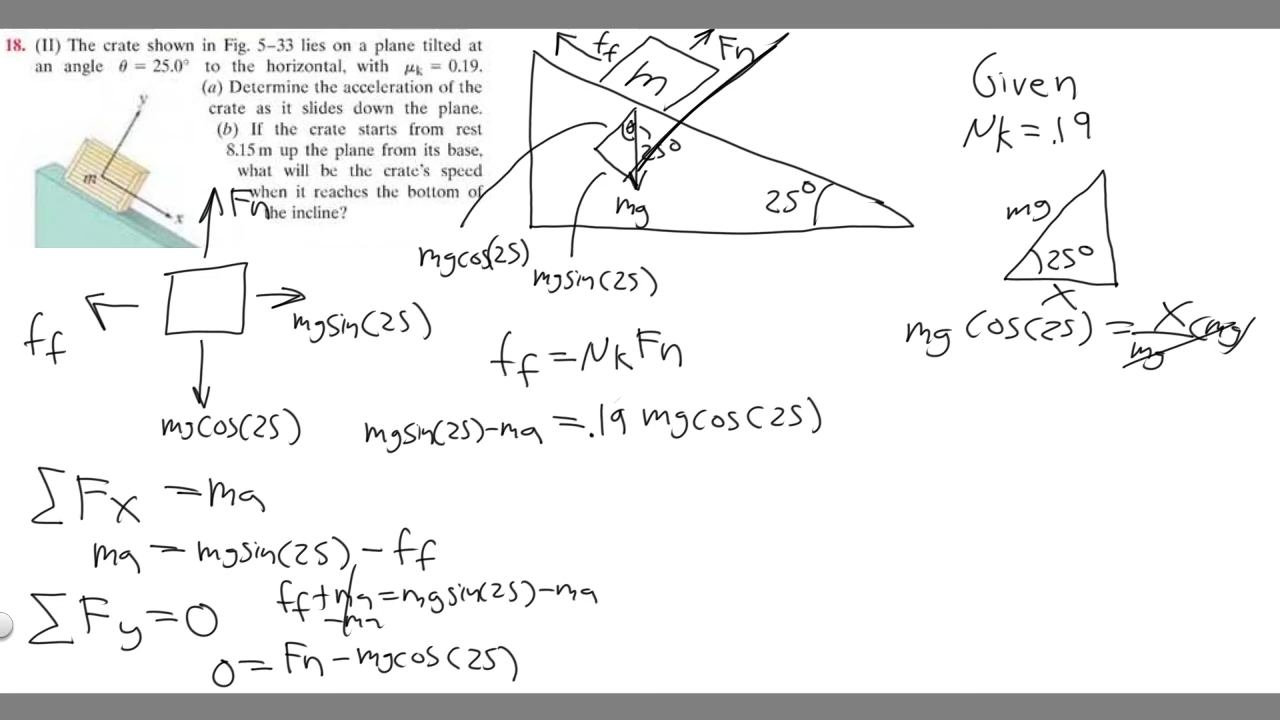 18. (II) The crate shown in Fig. 5–33 lies on a plane tilted at
an angle θ = 25.0° to the horizontal, with μk = 0.19.
(a) Determine the acceleration of the
crate as it slides down the plane.
(b) If the crate starts from rest
8.15 m up the plane from its base,
what will be the crate's speed
when it reaches the bottom of
the incline?
y
m
x
ff
Fn
m
θ
25°
mg
25°
mgcos(25)
mgsin(25)
Given
Nk = .19
mg
25°
x
mg cos(25) = x(mg)/mg
Fn
ff
mgsin(25)
mgcos(25)
ff = NkFn
mgsin(25)-ma = .19 mgcos(25)
ΣFx = ma
ma = mgsin(25) - ff
ff+ma=mgsin(25)-ma
-ma
ΣFy=0
0= Fn - mgcos(25)